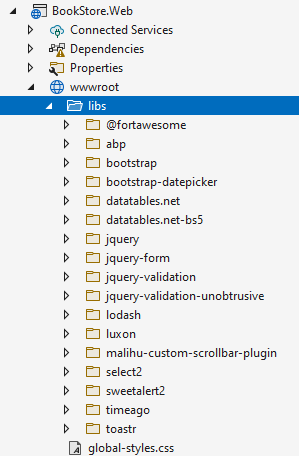 BookStore.Web
Connected Services
Dependencies
Properties
wwwroot
libs
@fortawesome
abp
bootstrap
bootstrap-datepicker
datatables.net
datatables.net-bs5
jquery
jquery-form
jquery-validation
jquery-validation-unobtrusive
lodash
luxon
malihu-custom-scrollbar-plugin
select2
sweetalert2
timeago
toastr
global-styles.css